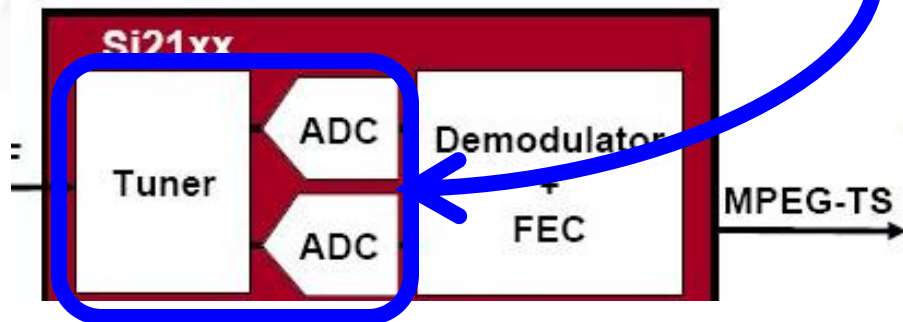 Si21xx
ADC
Demodulator
+
FEC
Tuner
ADC
MPEG-TS